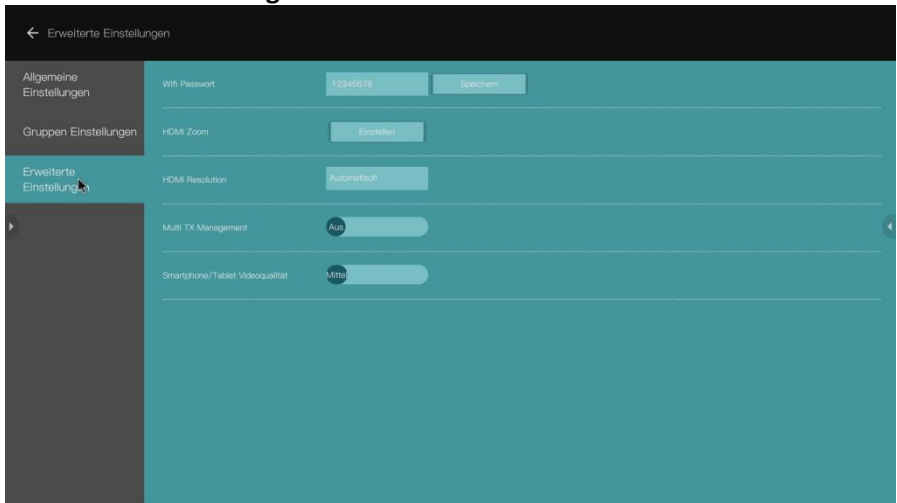 Erweiterte Einstellungen
Allgemeine
Einstellungen
Gruppen Einstellungen
Erweiterte
Einstellungen
Wifi Passwort
12345678
Speichern
HDMI Zoom
Einstellen
HDMI Resolution
Automatisch
Multi TX Management
Aus
Smartphone/Tablet Videoqualität
Mittel